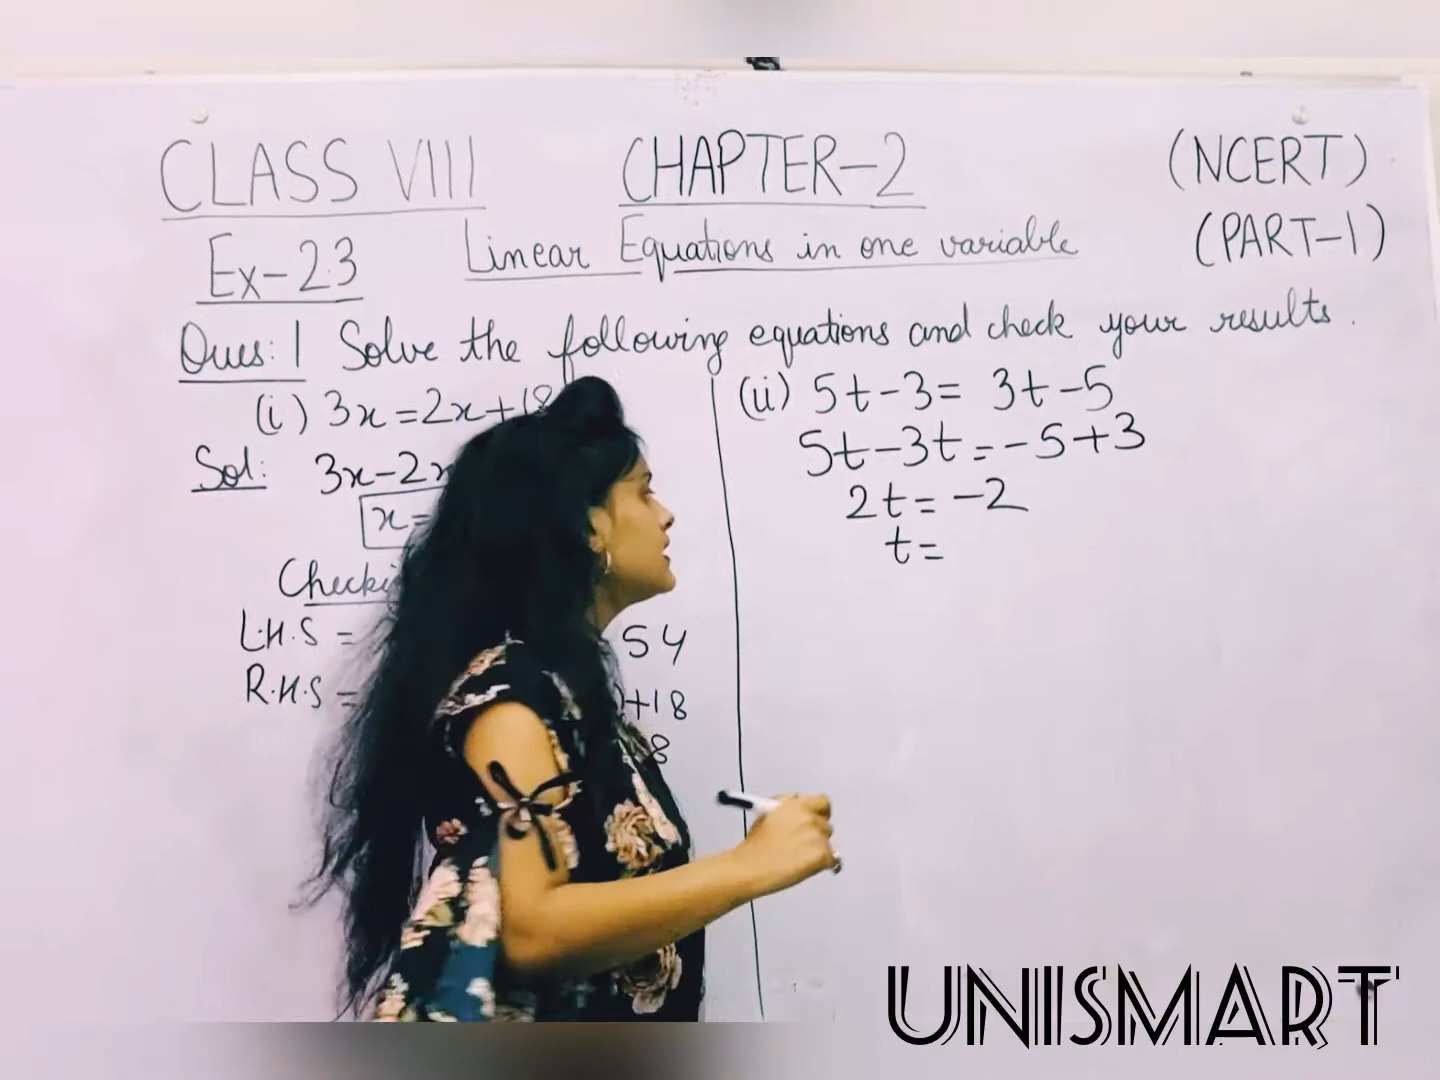 CLASS VIII CHAPTER-2 (NCERT)
Ex-2.3 Linear Equations in one variable (PART-1)
Ques:1 Solve the following equations and check your results.
(i) 3x=2x+18
Sol: 3x-2x
x=
Checki
L.H.S = 54
R.H.S = )+18
8
(ii) 5t-3= 3t-5
5t-3t=-5+3
2t= -2
t=
UNISMART